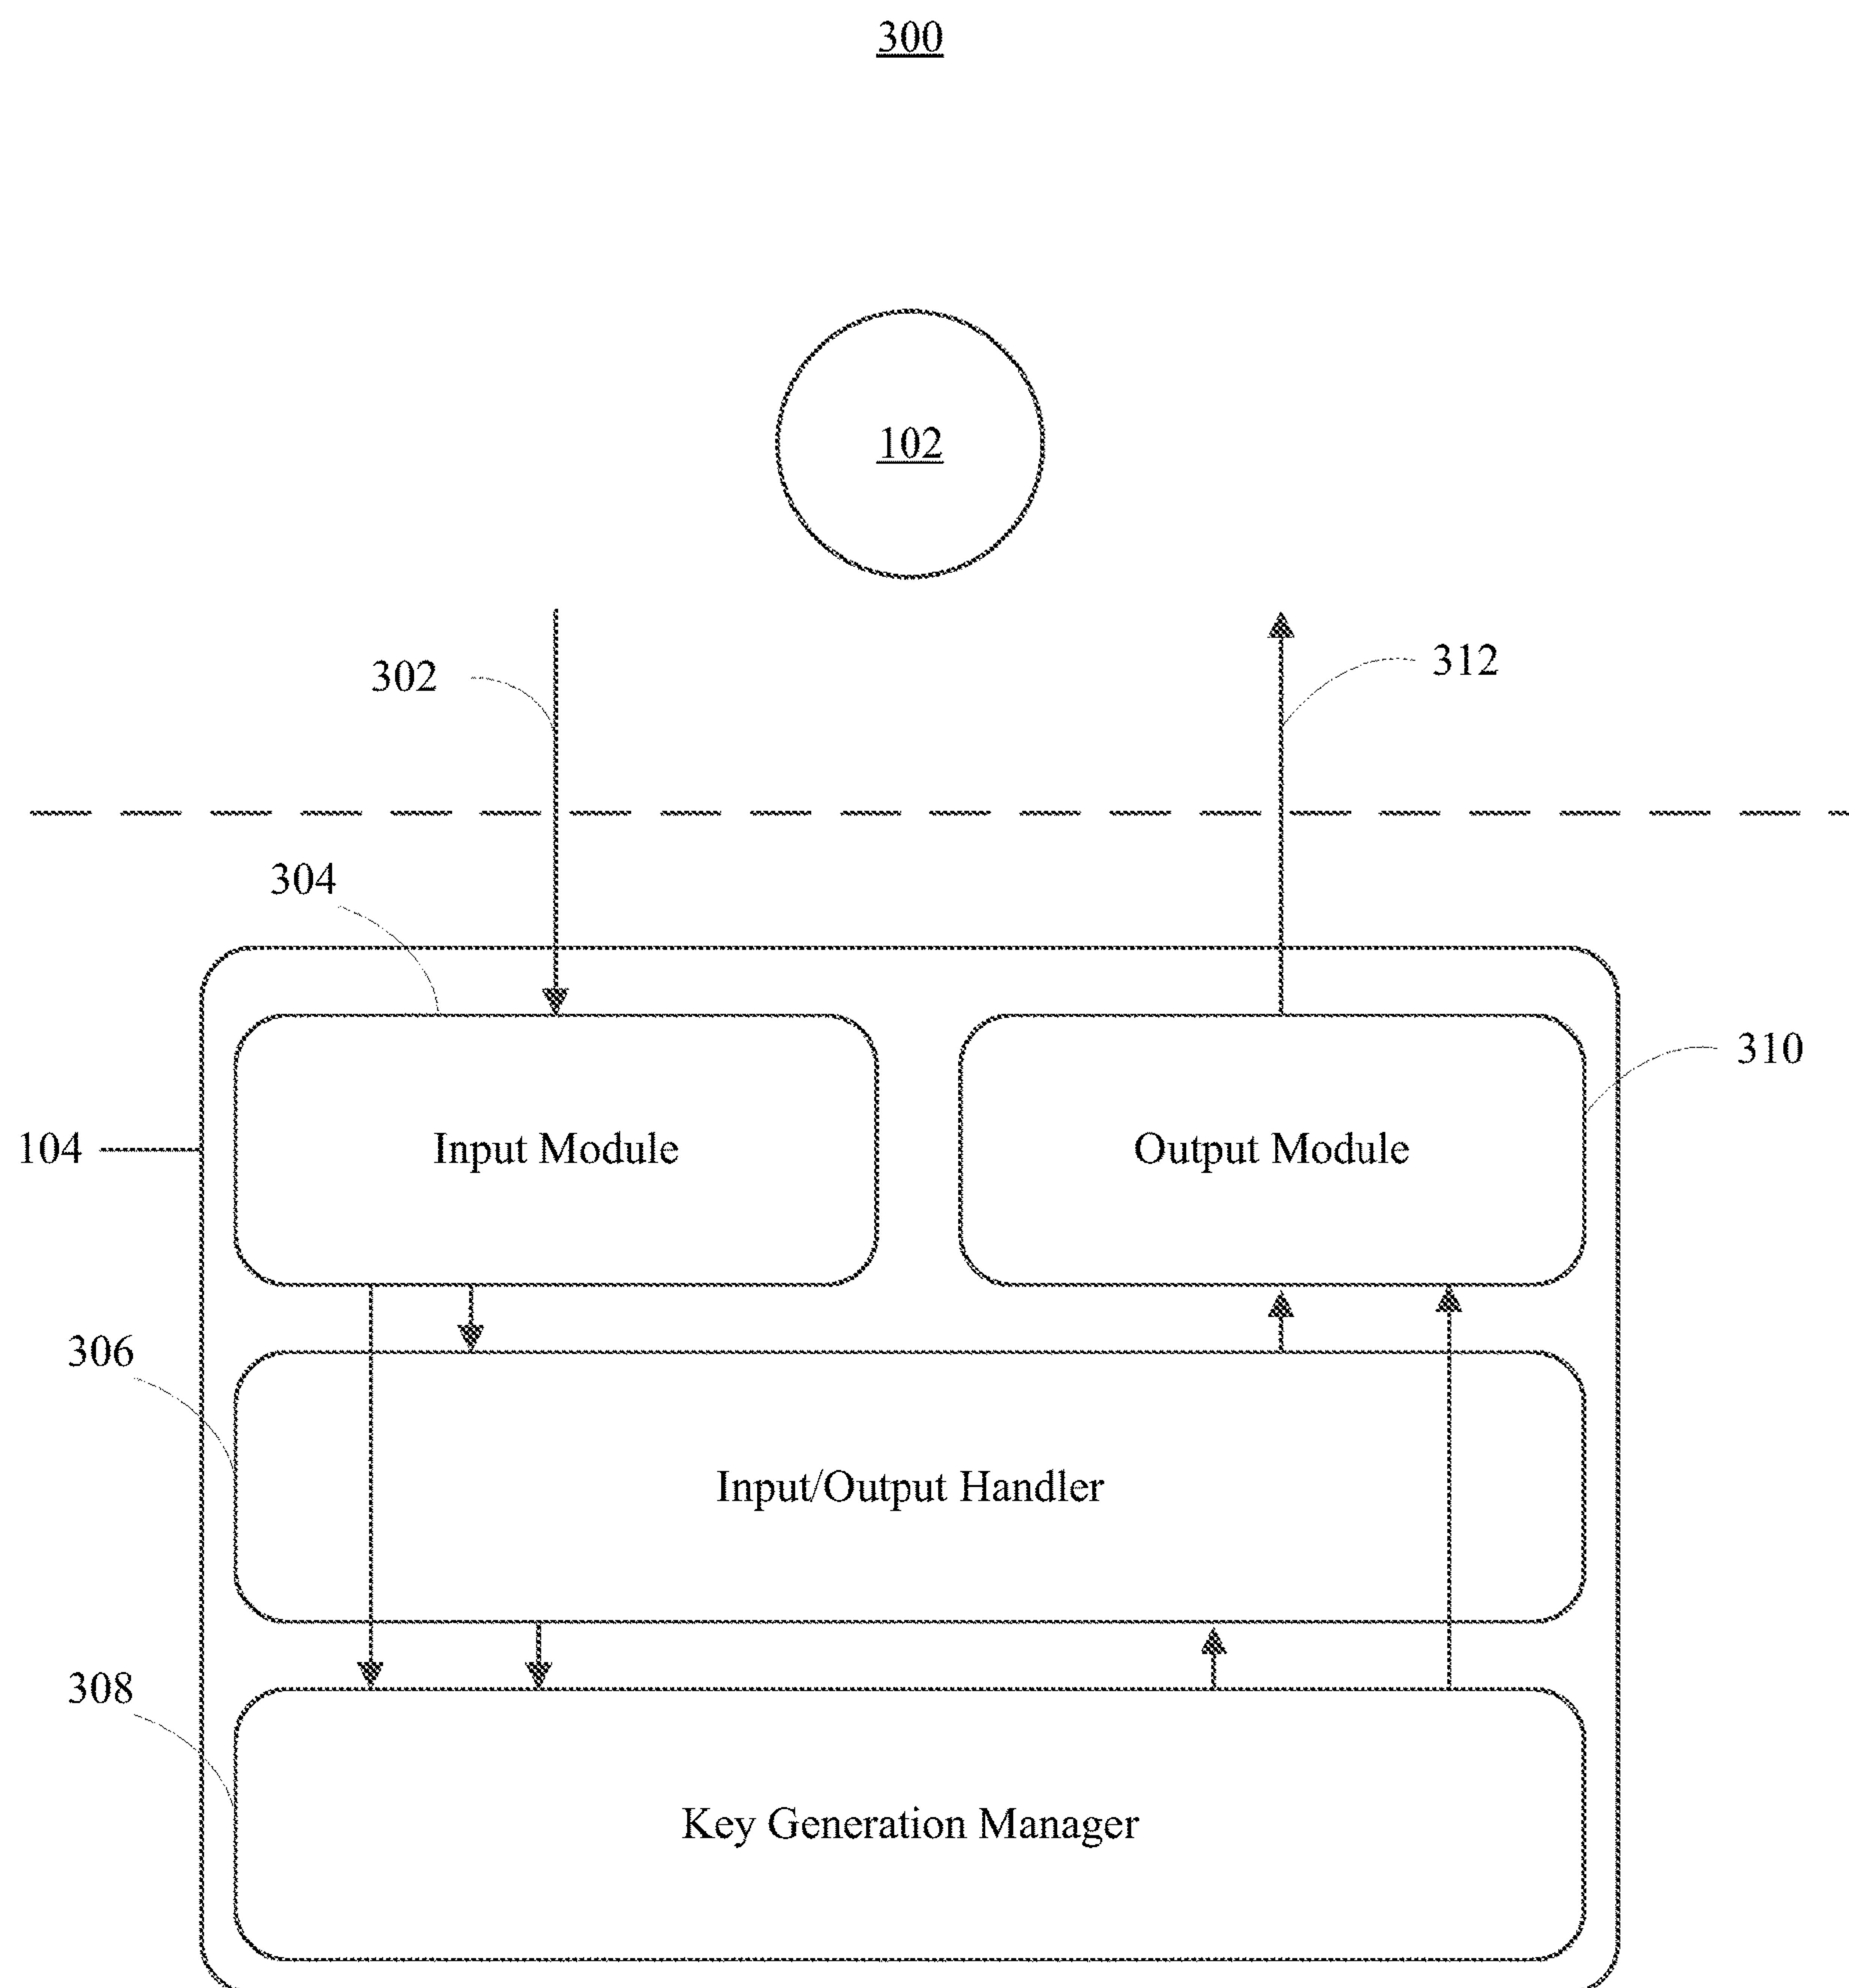 300
102
302
312
304
310
104
Input Module
Output Module
306
Input/Output Handler
308
Key Generation Manager